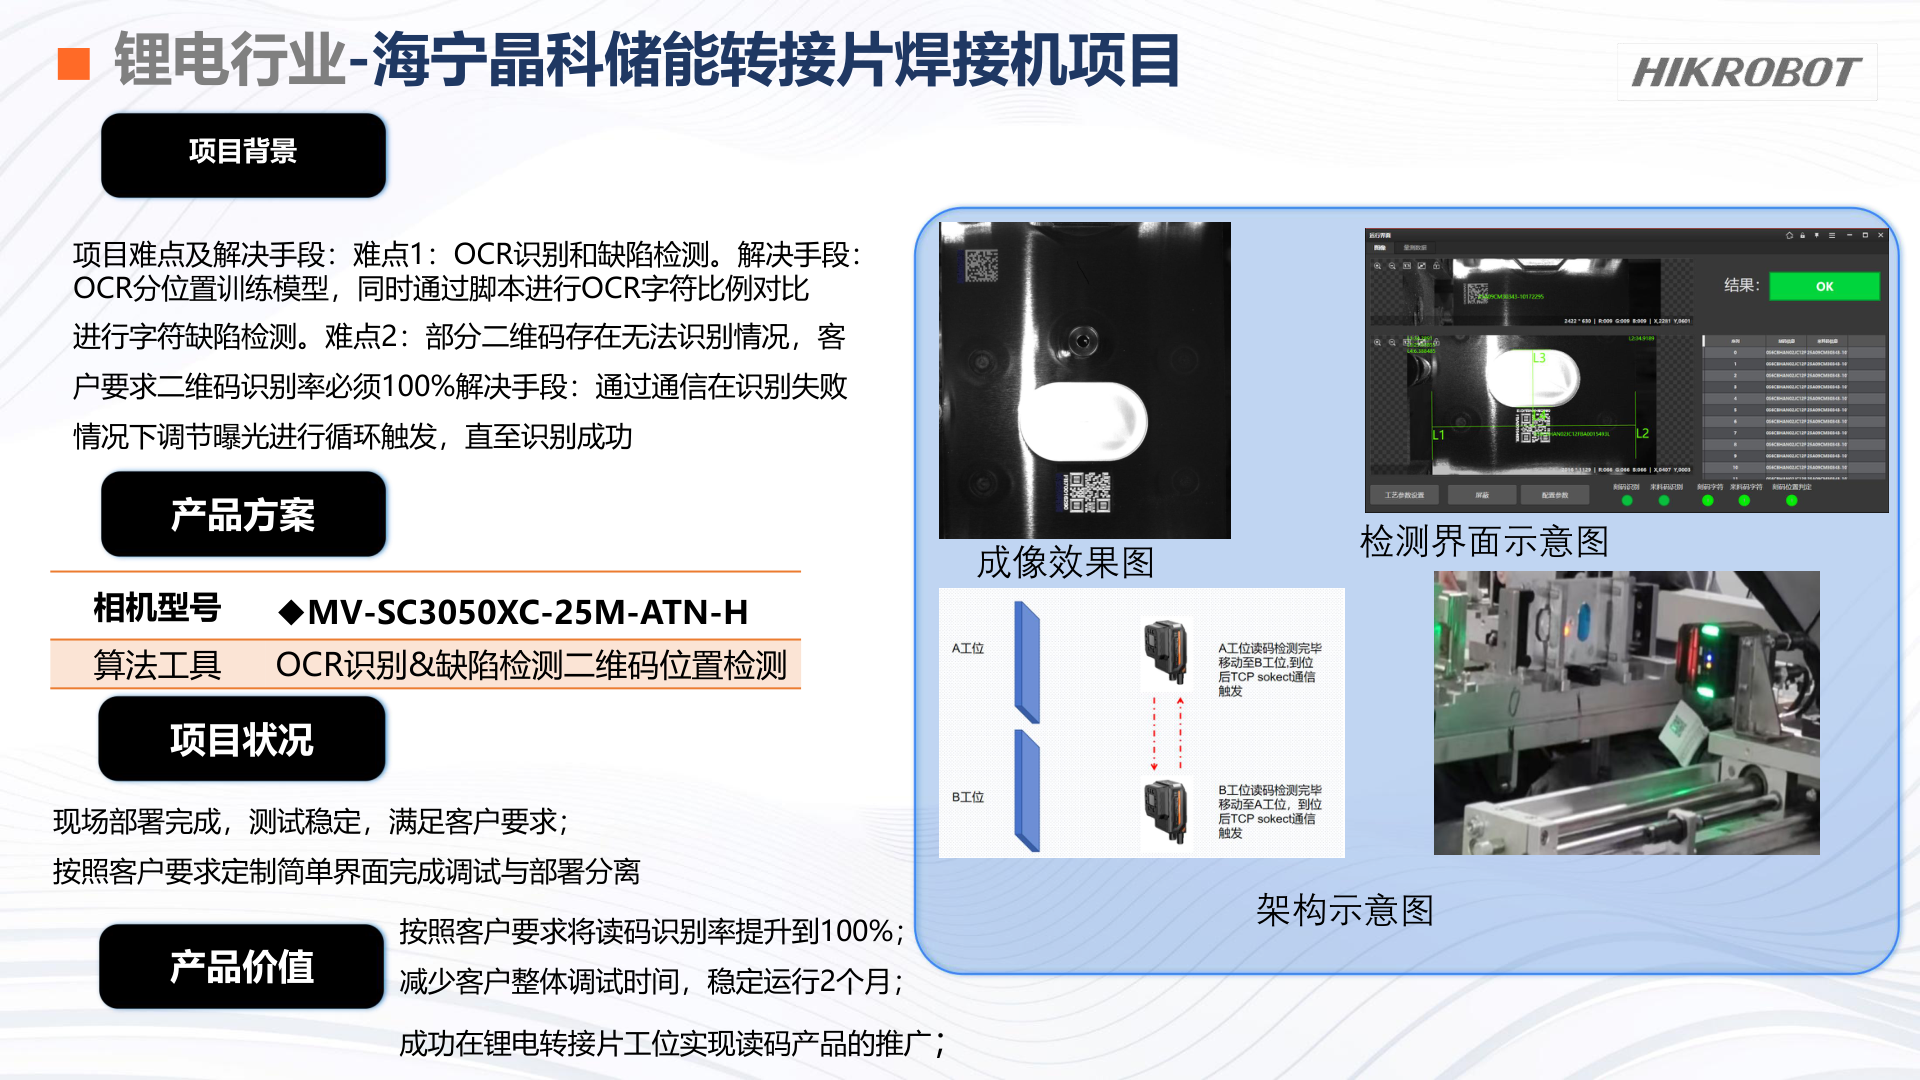 锂电行业-海宁晶科储能转接片焊接机项目
HIKROBOT
项目背景
项目难点及解决手段：难点1：OCR识别和缺陷检测。解决手段：
OCR分位置训练模型，同时通过脚本进行OCR字符比例对比
进行字符缺陷检测。难点2：部分二维码存在无法识别情况，客
户要求二维码识别率必须100%解决手段：通过通信在识别失败
情况下调节曝光进行循环触发，直至识别成功
产品方案
相机型号 ◆MV-SC3050XC-25M-ATN-H
算法工具 OCR识别&缺陷检测二维码位置检测
项目状况
现场部署完成，测试稳定，满足客户要求；
按照客户要求定制简单界面完成调试与部署分离
产品价值
按照客户要求将读码识别率提升到100%；
减少客户整体调试时间，稳定运行2个月；
成功在锂电转接片工位实现读码产品的推广；
成像效果图
运行界面
图像
结果：
OK
L3
L1
L2
工艺参数设置
屏蔽
配置参数
检测界面示意图
A工位
A工位读码检测完毕
移动至B工位,到位
后TCP sokect通信
触发
B工位
B工位读码检测完毕
移动至A工位，到位
后TCP sokect通信
触发
架构示意图